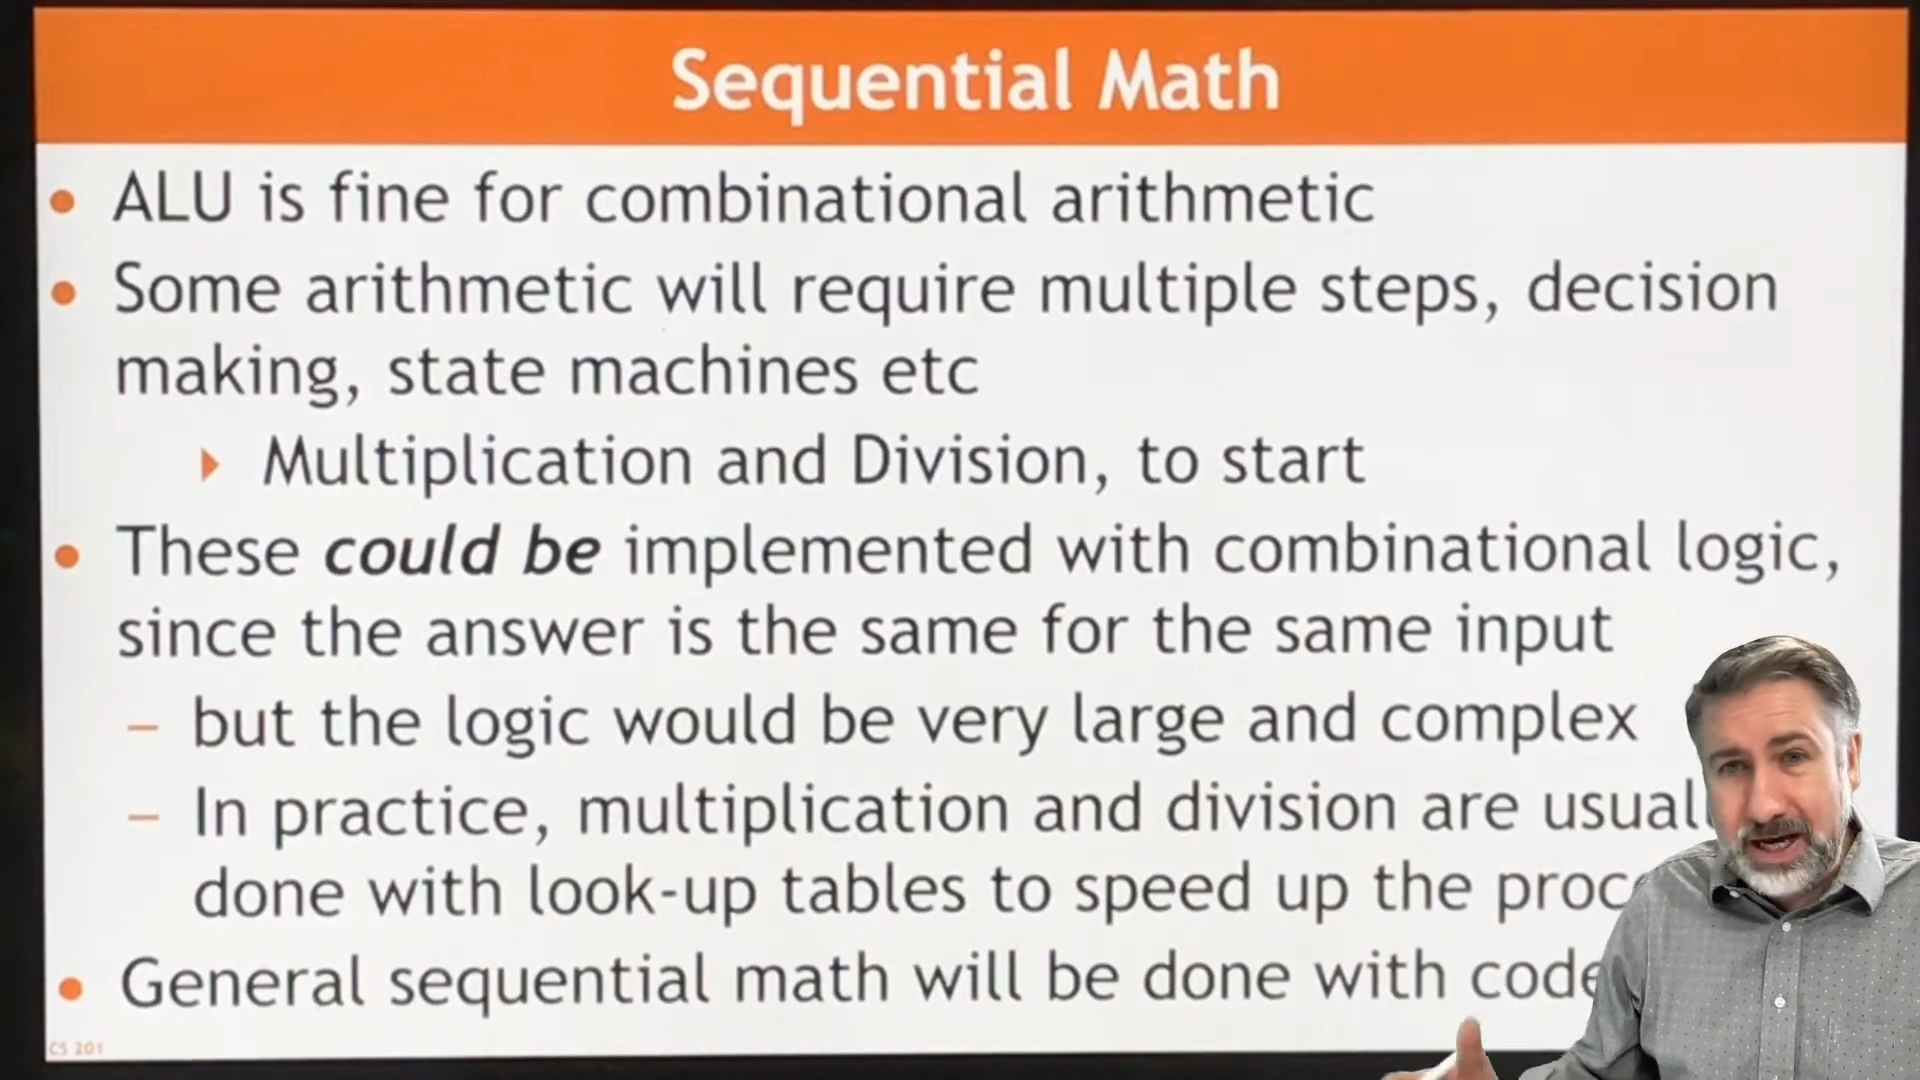 Sequential Math
• ALU is fine for combinational arithmetic
• Some arithmetic will require multiple steps, decision
making, state machines etc
▸ Multiplication and Division, to start
• These could be implemented with combinational logic,
since the answer is the same for the same input
– but the logic would be very large and complex
– In practice, multiplication and division are
done with look-up tables to speed up the
• General sequential math will be done with code
CS 201